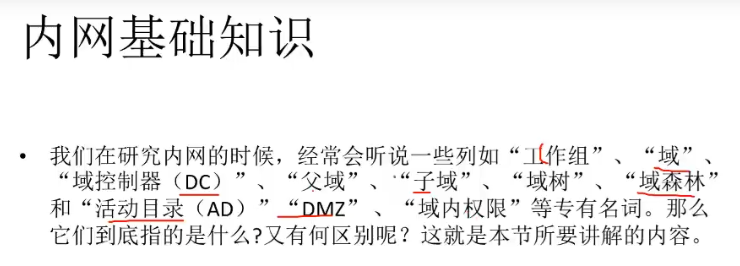 内网基础知识
• 我们在研究内网的时候，经常会听说一些列如“工作组”、“域”、
“域控制器（DC）”、“父域”、“子域”、“域树”、“域森林”
和“活动目录（AD）”“DMZ”、“域内权限”等专有名词。那么
它们到底指的是什么?又有何区别呢？这就是本节所要讲解的内容。